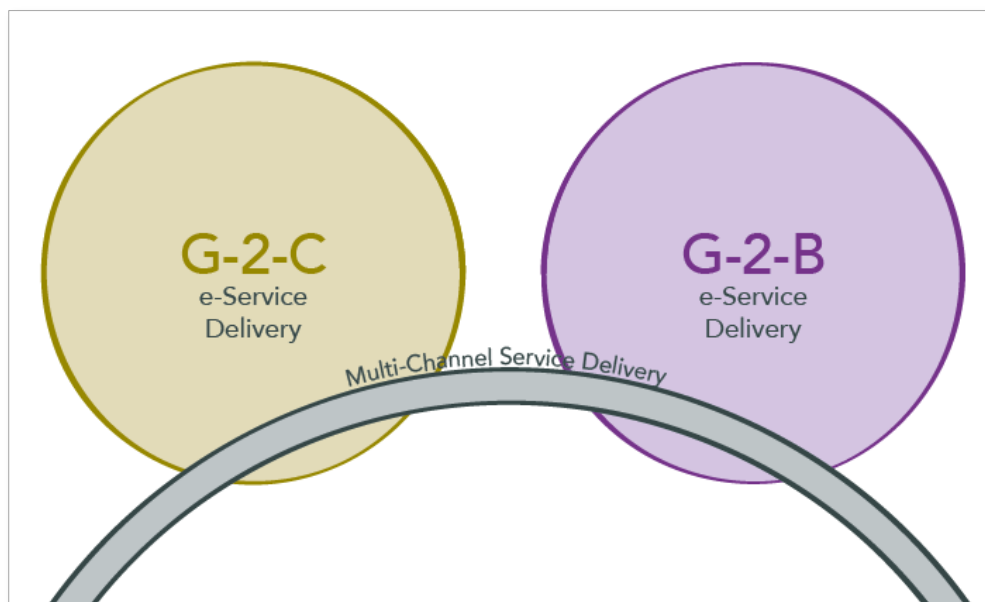 G-2-C
e-Service
Delivery
G-2-B
e-Service
Delivery
Multi-Channel Service Delivery